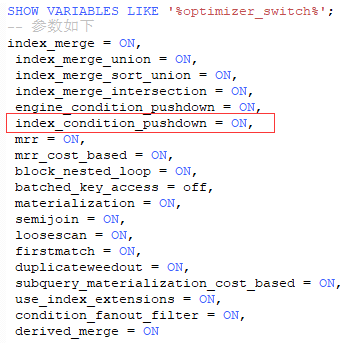 SHOW VARIABLES LIKE '%optimizer_switch%';
-- 参数如下
index_merge = ON,
index_merge_union = ON,
index_merge_sort_union = ON,
index_merge_intersection = ON,
engine_condition_pushdown = ON,
index_condition_pushdown = ON,
mrr = ON,
mrr_cost_based = ON,
block_nested_loop = ON,
batched_key_access = off,
materialization = ON,
semijoin = ON,
loosescan = ON,
firstmatch = ON,
duplicateweedout = ON,
subquery_materialization_cost_based = ON,
use_index_extensions = ON,
condition_fanout_filter = ON,
derived_merge = ON